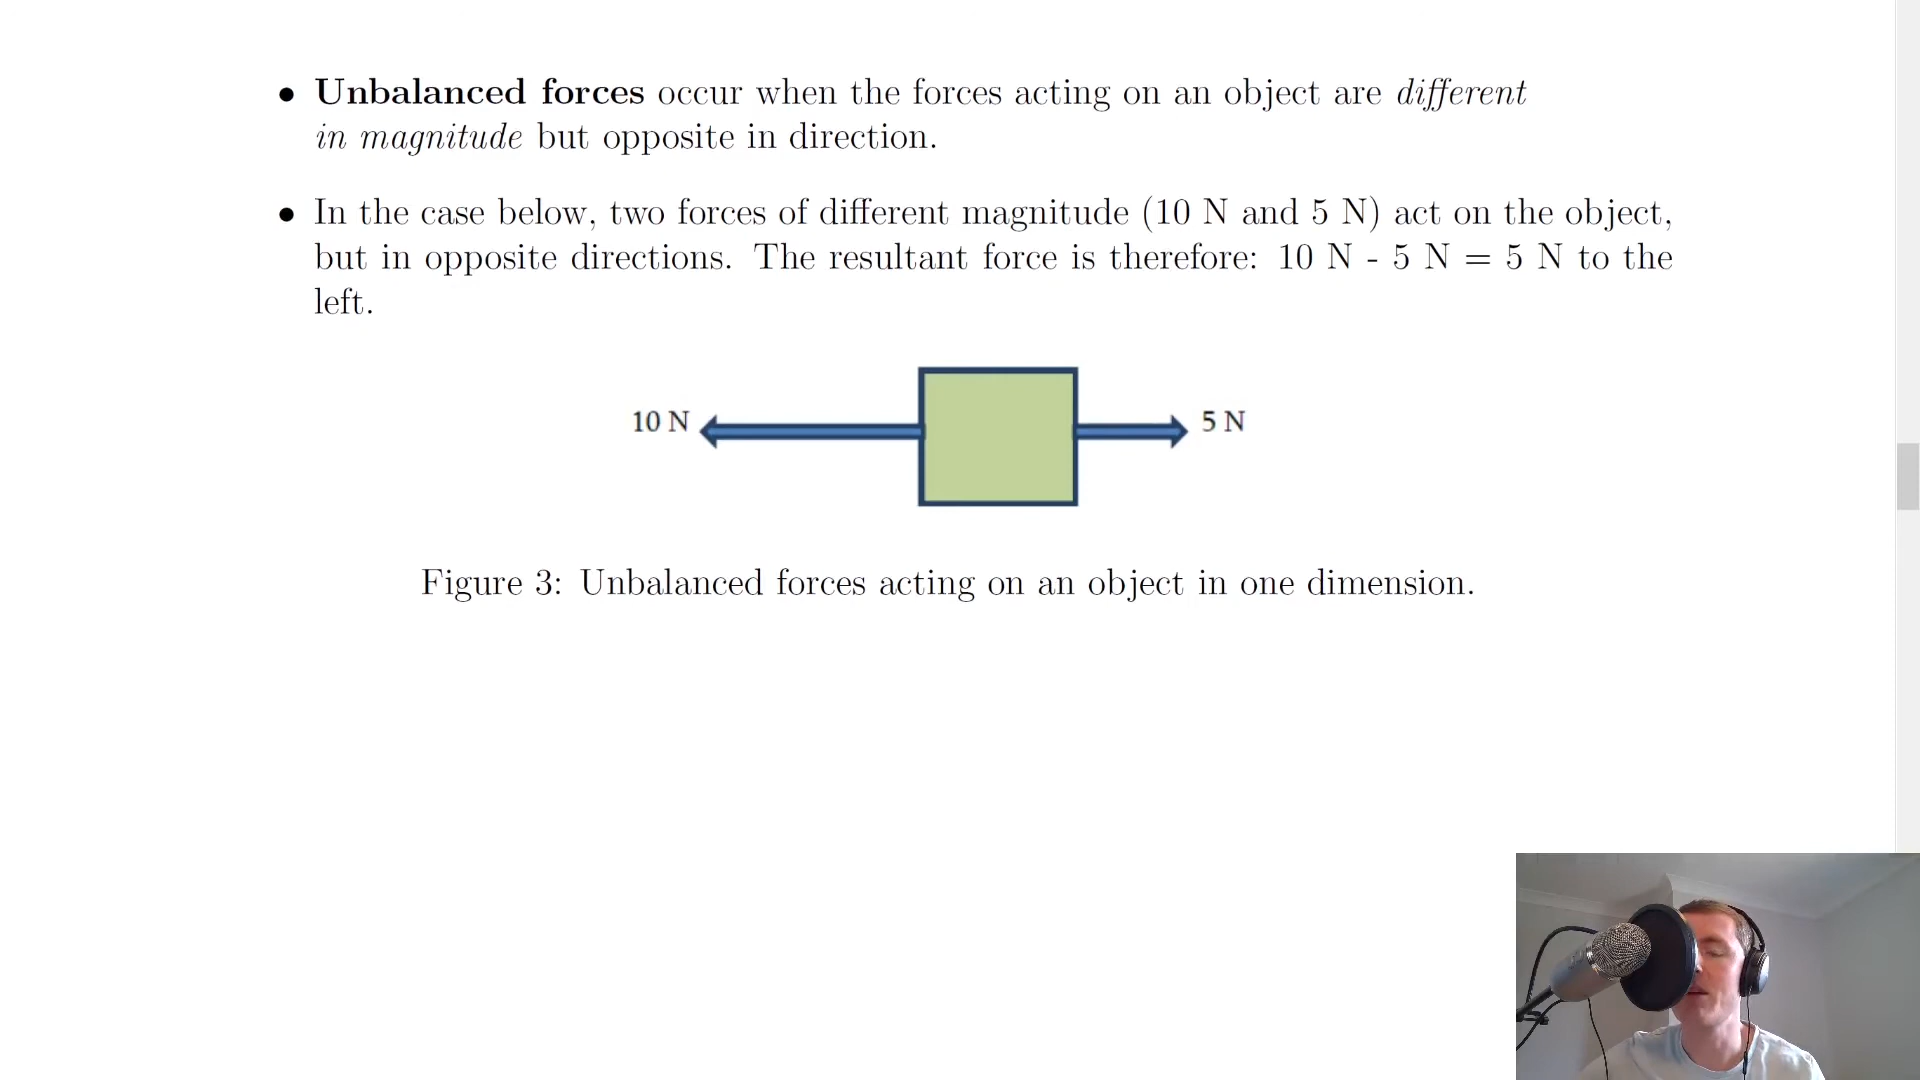 • Unbalanced forces occur when the forces acting on an object are different
in magnitude but opposite in direction.
• In the case below, two forces of different magnitude (10 N and 5 N) act on the object,
but in opposite directions. The resultant force is therefore: 10 N - 5 N = 5 N to the
left.
10 N
5 N
Figure 3: Unbalanced forces acting on an object in one dimension.